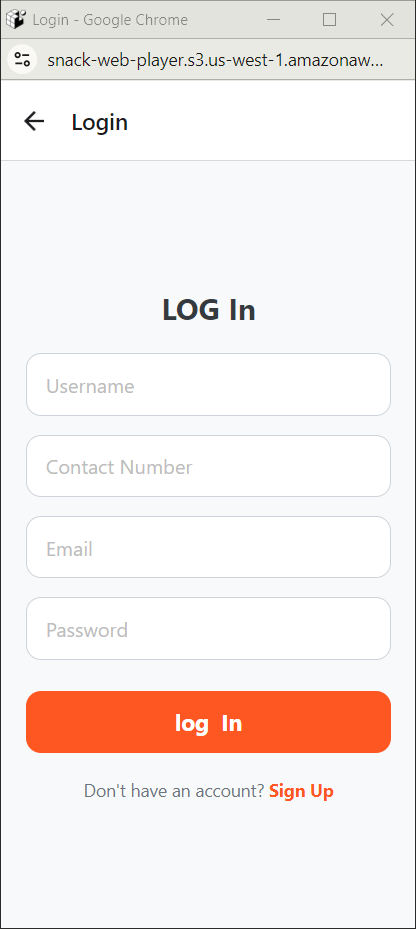 Login - Google Chrome
snack-web-player.s3.us-west-1.amazonaw...
Login
LOG In
Username
Contact Number
Email
Password
log  In
Don't have an account? Sign Up